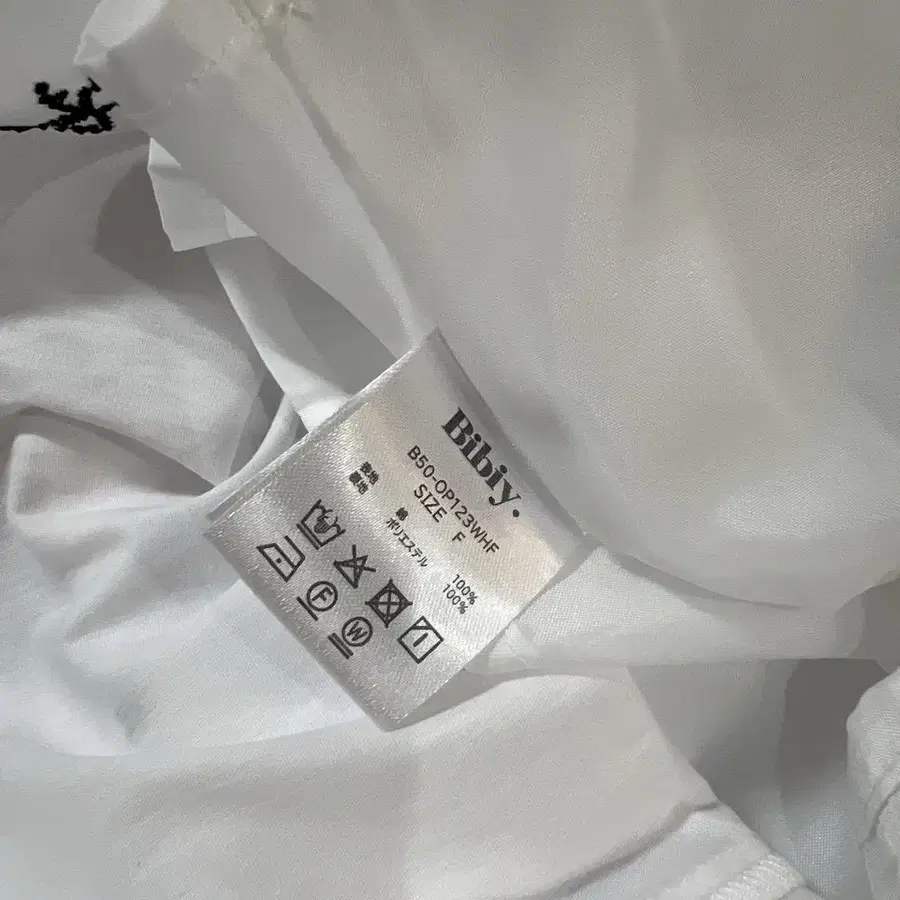 Bibiy.
B50-OP123WHF
SIZE F
表地 綿 100%
裏地 ポリエステル 100%
F
W